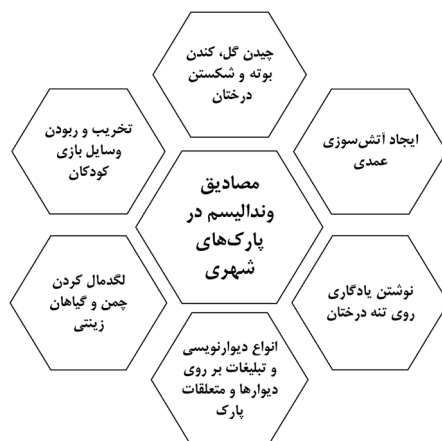 مصادیق
وندالیسم در
پارک‌های
شهری
چیدن گل، کندن
بوته و شکستن
درختان
ایجاد آتش‌سوزی
عمدی
نوشتن یادگاری
روی تنه درختان
انواع دیوارنویسی
و تبلیغات بر روی
دیوارها و متعلقات
پارک
لگدمال کردن
چمن و گیاهان
زینتی
تخریب و ربودن
وسایل بازی
کودکان